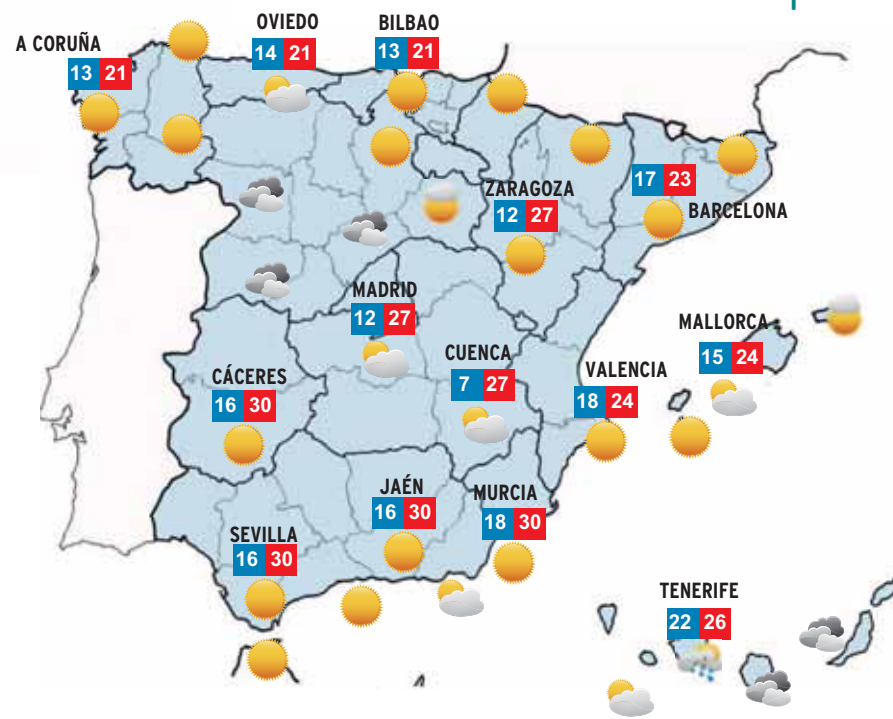 OVIEDO
14 21
BILBAO
13 21
A CORUÑA
13 21
17 23
BARCELONA
ZARAGOZA
12 27
MADRID
12 27
MALLORCA
15 24
CUENCA
7 27
VALENCIA
18 24
CÁCERES
16 30
JAÉN
16 30
MURCIA
18 30
SEVILLA
16 30
TENERIFE
22 26